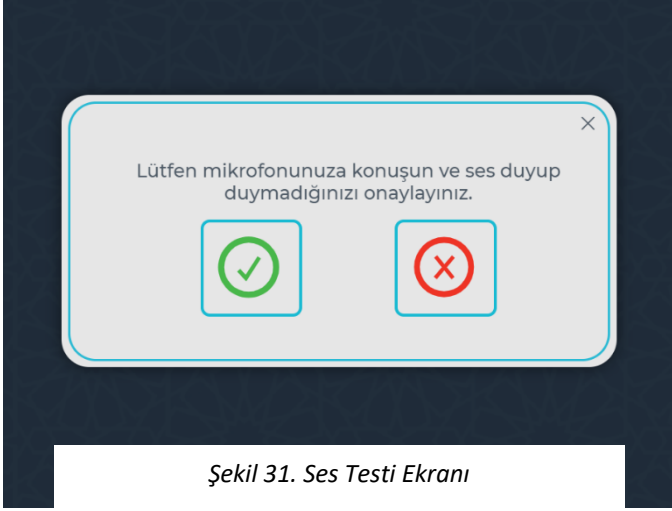 Lütfen mikrofonunuza konuşun ve ses duyup
duymadığınızı onaylayınız.
Şekil 31. Ses Testi Ekranı